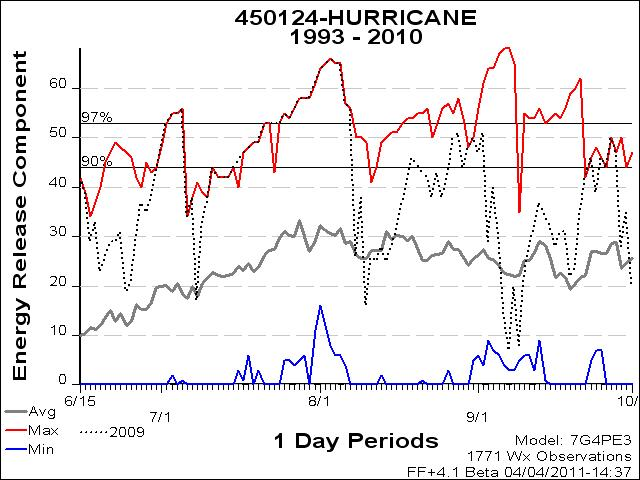 450124-HURRICANE
1993 - 2010
Energy Release Component
60
97%
50
90%
40
30
20
10
0
6/15
7/1
8/1
9/1
10/
Avg
Max
2009
Min
1 Day Periods
Model: 7G4PE3
1771 Wx Observations
FF+4.1 Beta 04/04/2011-14:37